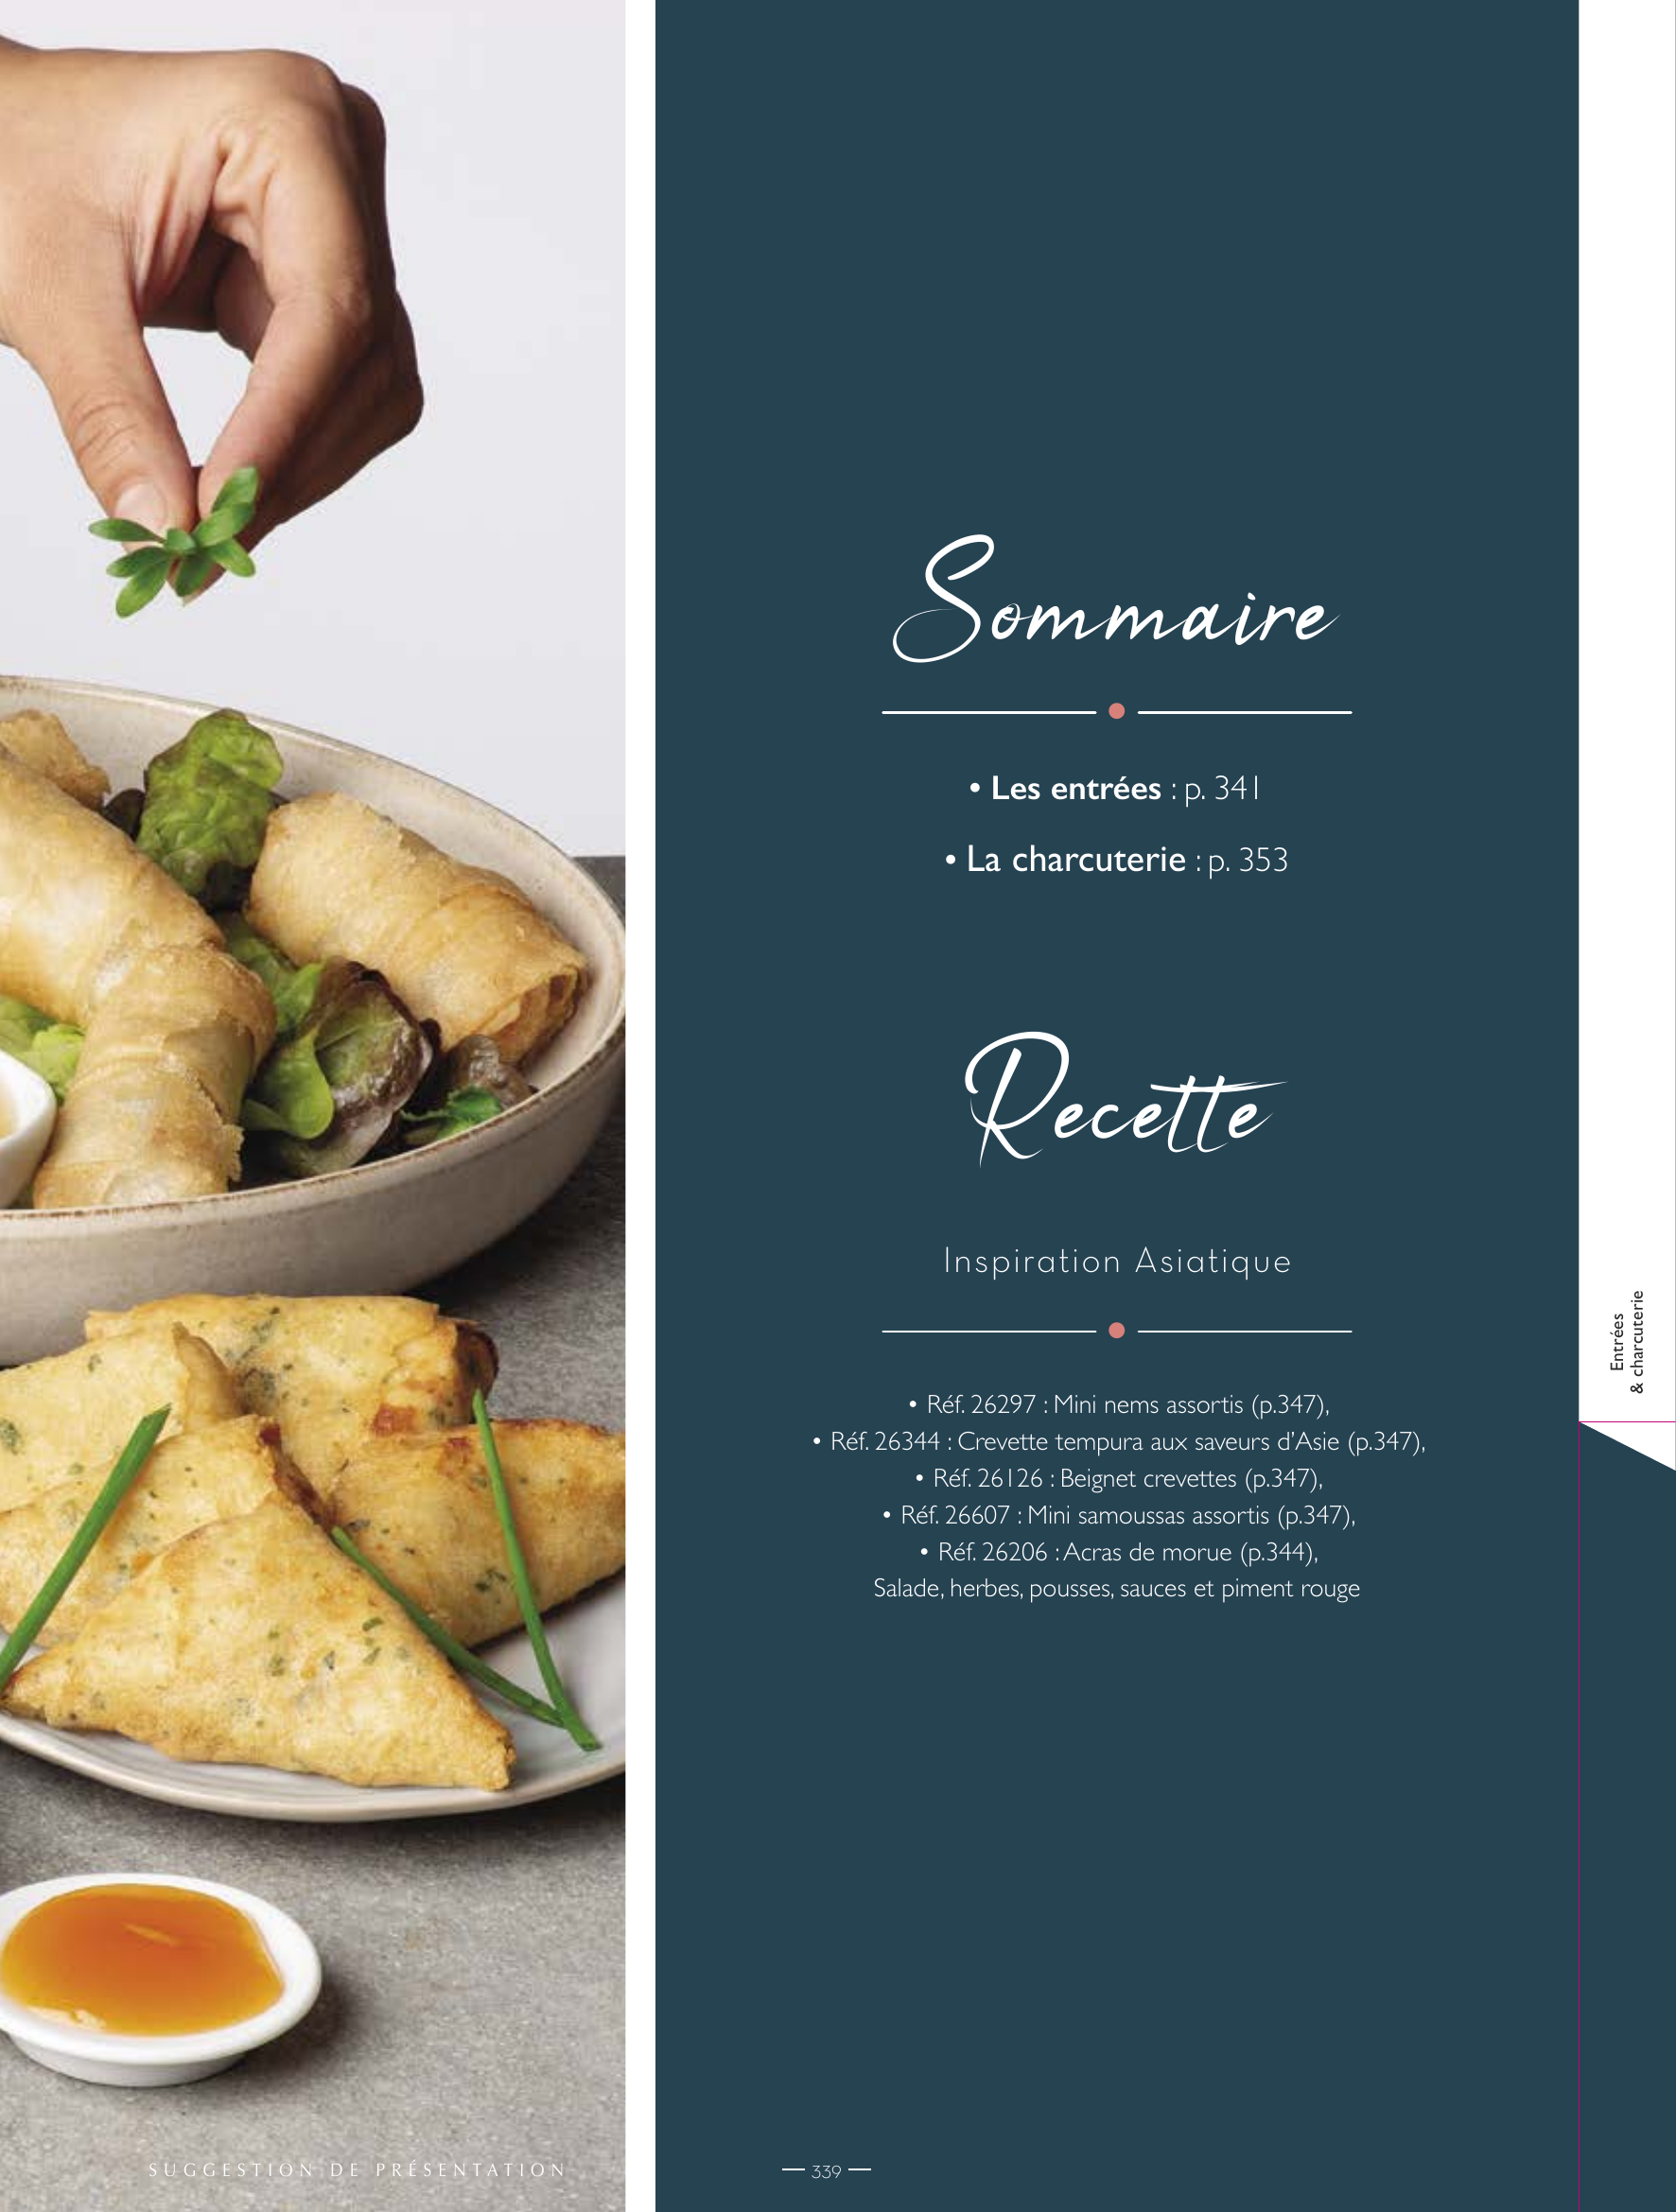 Sommaire
• Les entrées : p. 341
• La charcuterie : p. 353
Recette
Inspiration Asiatique
• Réf. 26297 : Mini nems assortis (p.347),
• Réf. 26344 : Crevette tempura aux saveurs d'Asie (p.347),
• Réf. 26126 : Beignet crevettes (p.347),
• Réf. 26607 : Mini samoussas assortis (p.347),
• Réf. 26206 : Acras de morue (p.344),
Salade, herbes, pousses, sauces et piment rouge
Entrées
& charcuterie
SUGGESTION DE PRÉSENTATION
339